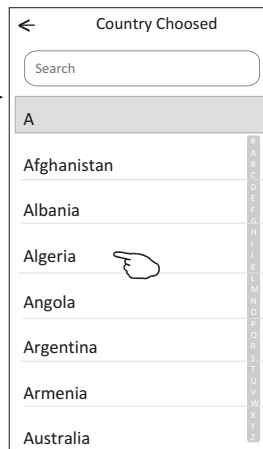 Country Choosed
Search
A
Afghanistan
Albania
Algeria
Angola
Argentina
Armenia
Australia
#
A
B
C
D
E
F
G
H
I
J
K
L
M
N
O
P
Q
R
S
T
U
V
W
X
Y
Z